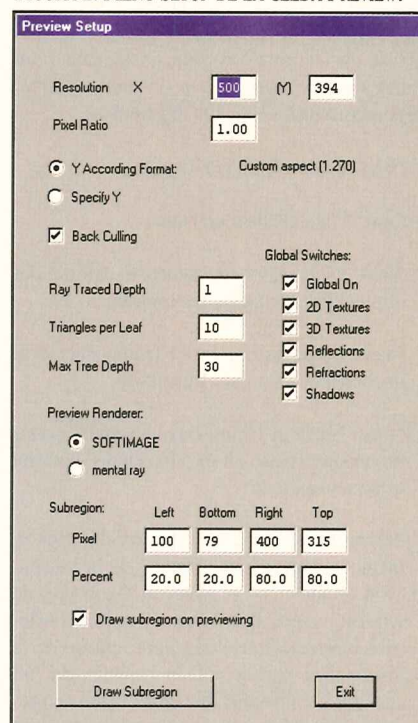 Preview Setup
Resolution X 500 (Y) 394
Pixel Ratio 1.00
Y According Format: Custom aspect (1.270)
Specify Y
Back Culling
Global Switches:
Ray Traced Depth 1
Global On
2D Textures
Triangles per Leaf 10
3D Textures
Reflections
Max Tree Depth 30
Refractions
Shadows
Preview Renderer:
SOFTIMAGE
mental ray
Subregion: Left Bottom Right Top
Pixel 100 79 400 315
Percent 20.0 20.0 80.0 80.0
Draw subregion on previewing
Draw Subregion Exit